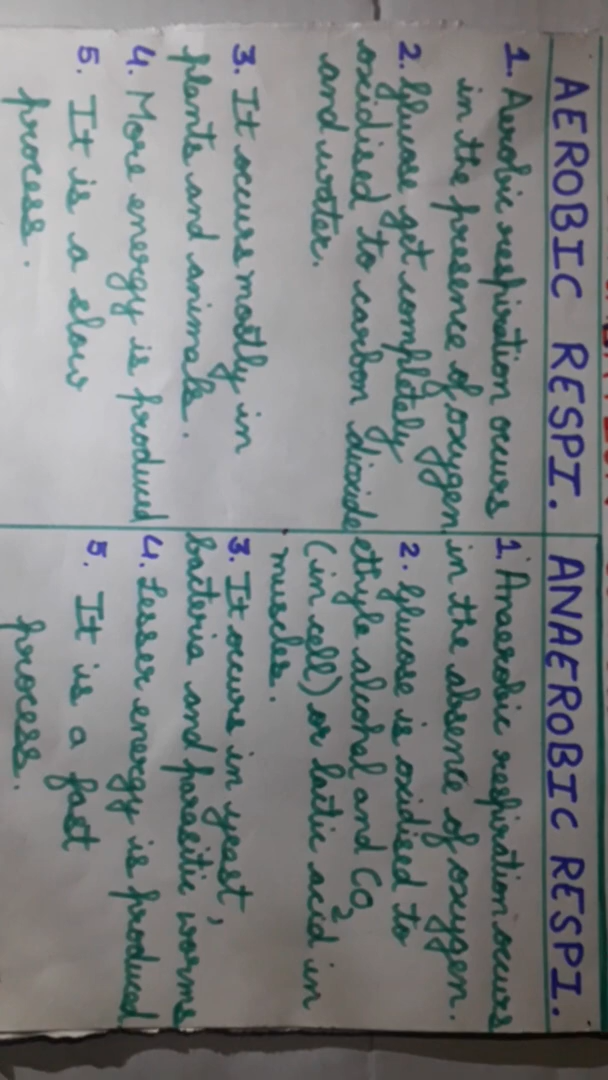 AEROBIC RESPI.
1. Aerobic respiration occurs
in the presence of oxygen
2. Glucose get completely
oxidised to carbon dioxide
and water.
3. It occurs mostly in
plants and animals.
4. More energy is produced
5. It is a slow
process.
ANAEROBIC RESPI.
1. Anaerobic respiration occurs
in the absence of oxygen.
2. Glucose is oxidised to
ethyle alcohal and CO2
(in cell) or lactic acid in
muscles.
3. It occurs in yeast,
bacteria and parasitic worms
4. Lesser energy is produced
5. It is a fast
process.